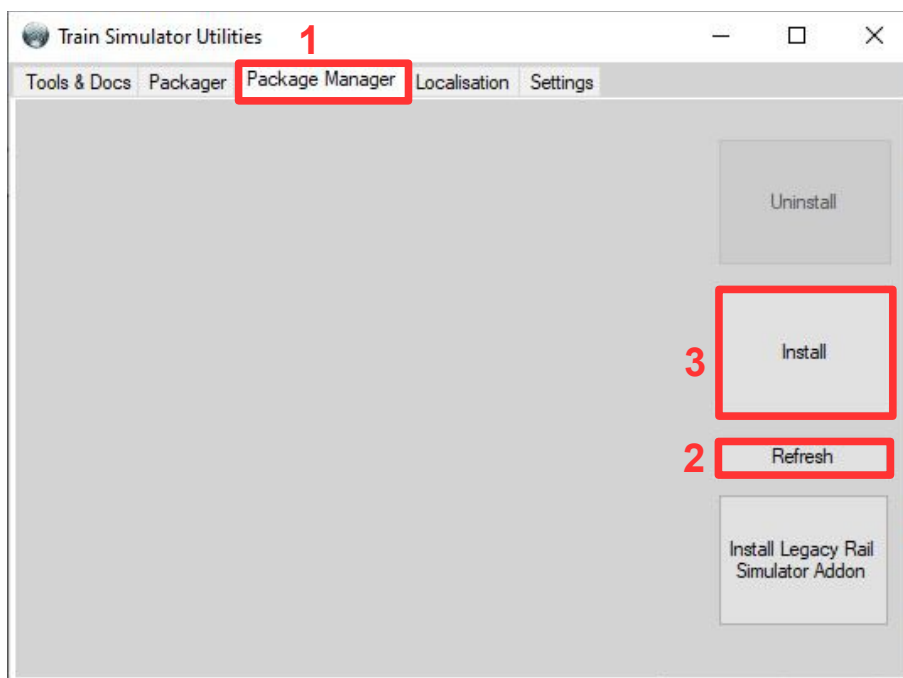 Train Simulator Utilities
1
Tools & Docs Packager Package Manager Localisation Settings
Uninstall
3
Install
2
Refresh
Install Legacy Rail
Simulator Addon